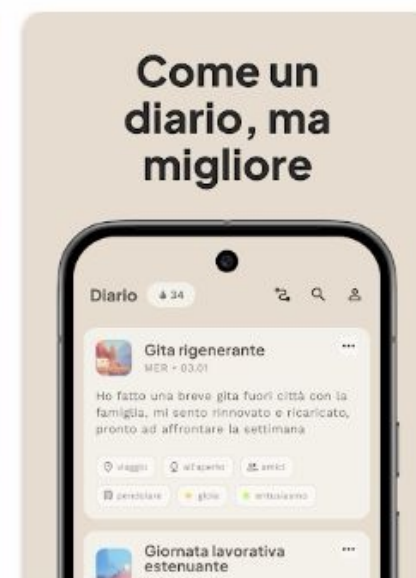 Come un
diario, ma
migliore
Diario 34
Gita rigenerante
MER • 03.01
Ho fatto una breve gita fuori città con la
famiglia, mi sento rinnovato e ricaricato,
pronto ad affrontare la settimana
viaggio all'aperto amici
pendolare gioia entusiasmo
Giornata lavorativa
estenuante